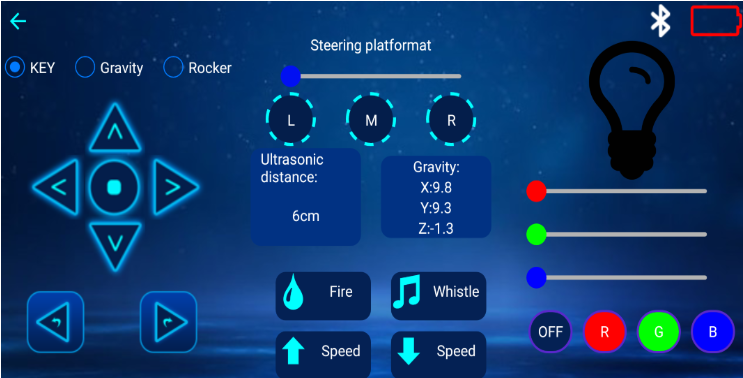 Steering platformat
KEY
Gravity
Rocker
L
M
R
Ultrasonic
distance:
6cm
Gravity:
X:9.8
Y:9.3
Z:-1.3
Fire
Whistle
Speed
Speed
OFF
R
G
B